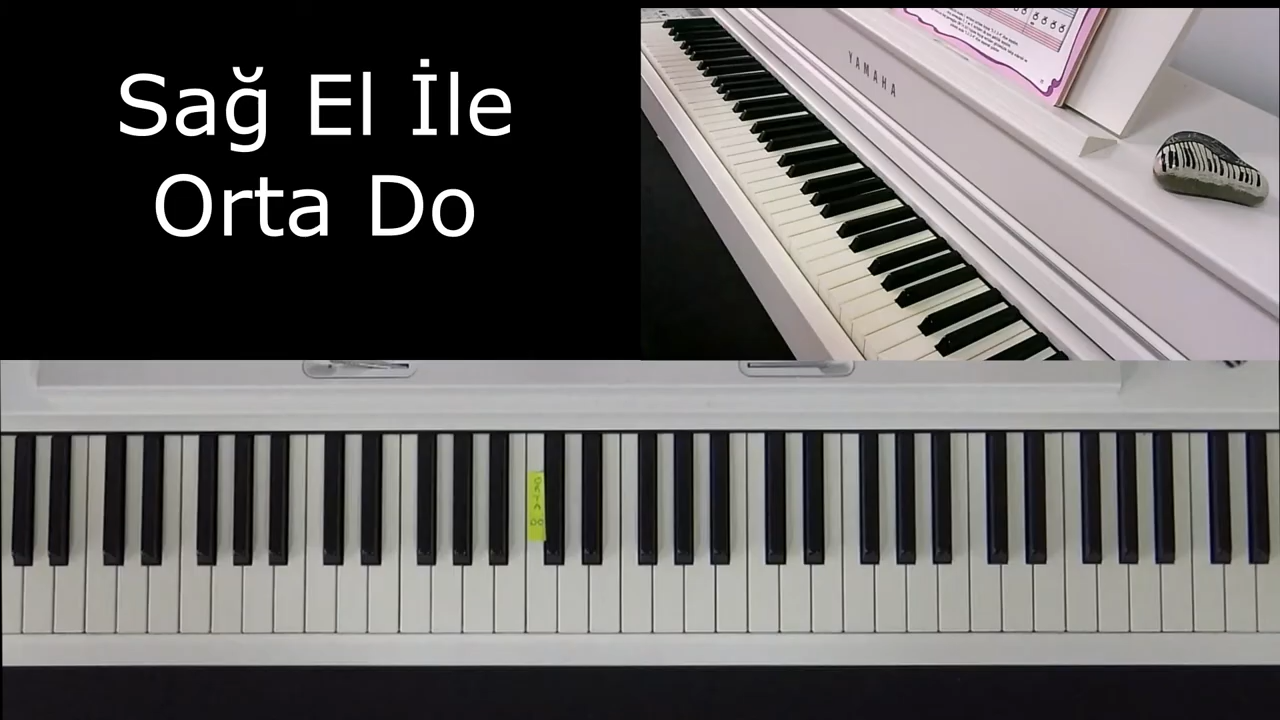 Sağ El İle
Orta Do
YAMAHA
ORTA
DO